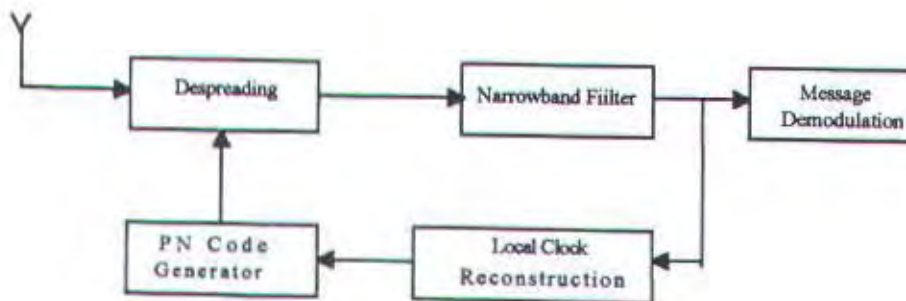 Despreading
Narrowband Fiilter
Message
Demodulation
PN Code
Generator
Local Clock
Reconstruction